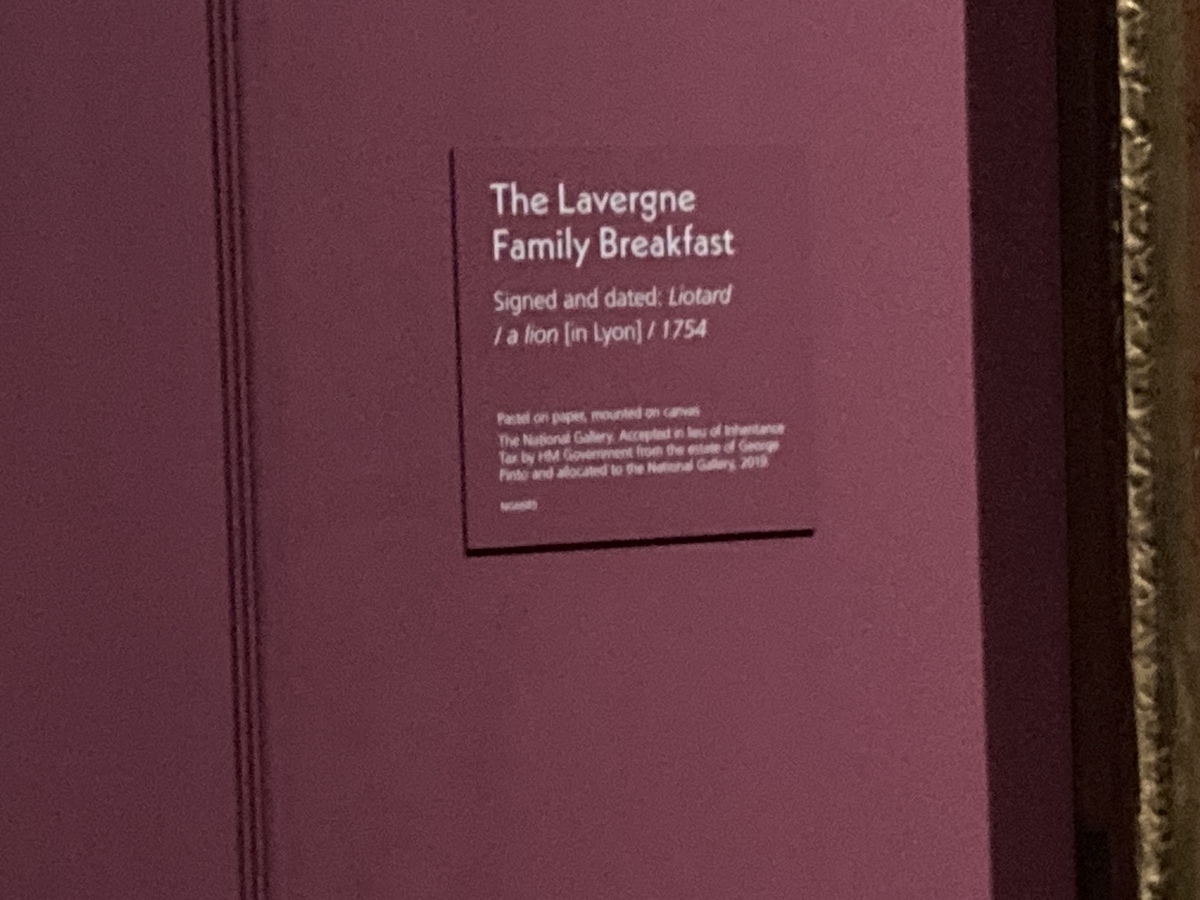 The Lavergne
Family Breakfast
Signed and dated: Liotard
/ a lion [in Lyon] / 1754
Pastel on paper, mounted on canvas
The National Gallery. Accepted in lieu of Inheritance
Tax by HM Government from the estate of George
Pinto and allocated to the National Gallery, 2019